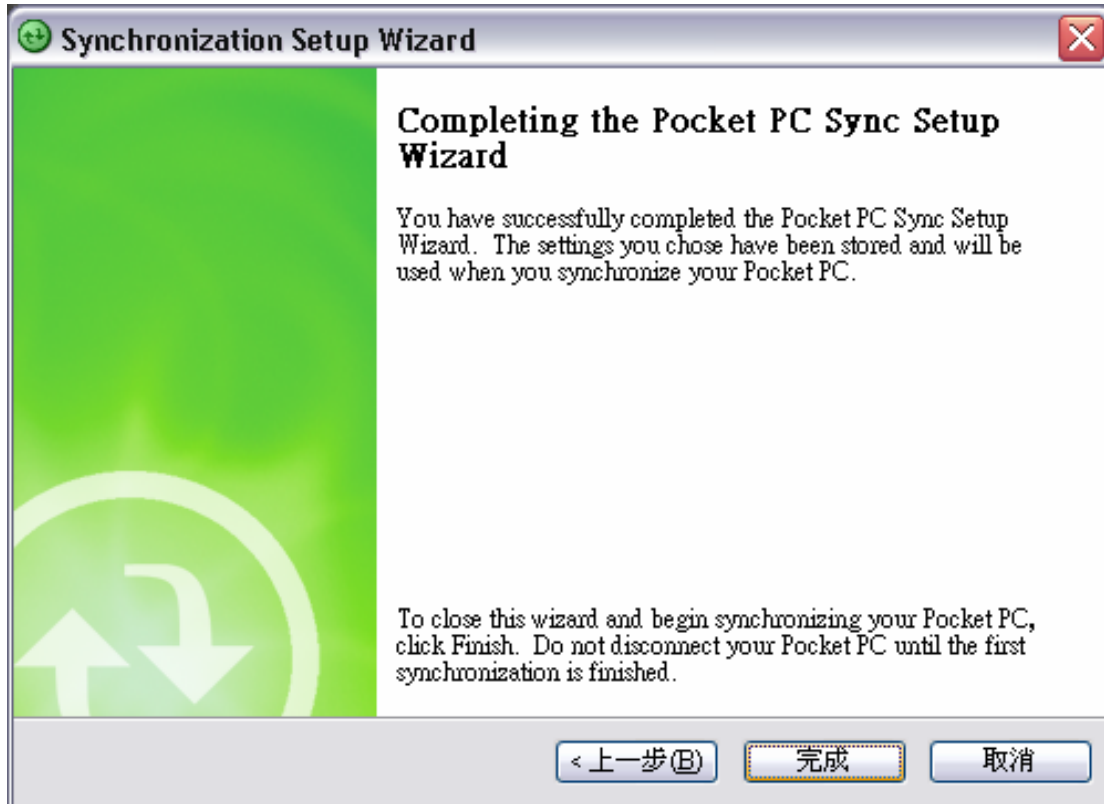 Synchronization Setup Wizard
Completing the Pocket PC Sync Setup
Wizard
You have successfully completed the Pocket PC Sync Setup
Wizard. The settings you chose have been stored and will be
used when you synchronize your Pocket PC.
To close this wizard and begin synchronizing your Pocket PC,
click Finish. Do not disconnect your Pocket PC until the first
synchronization is finished.
<上一步(B) 完成 取消